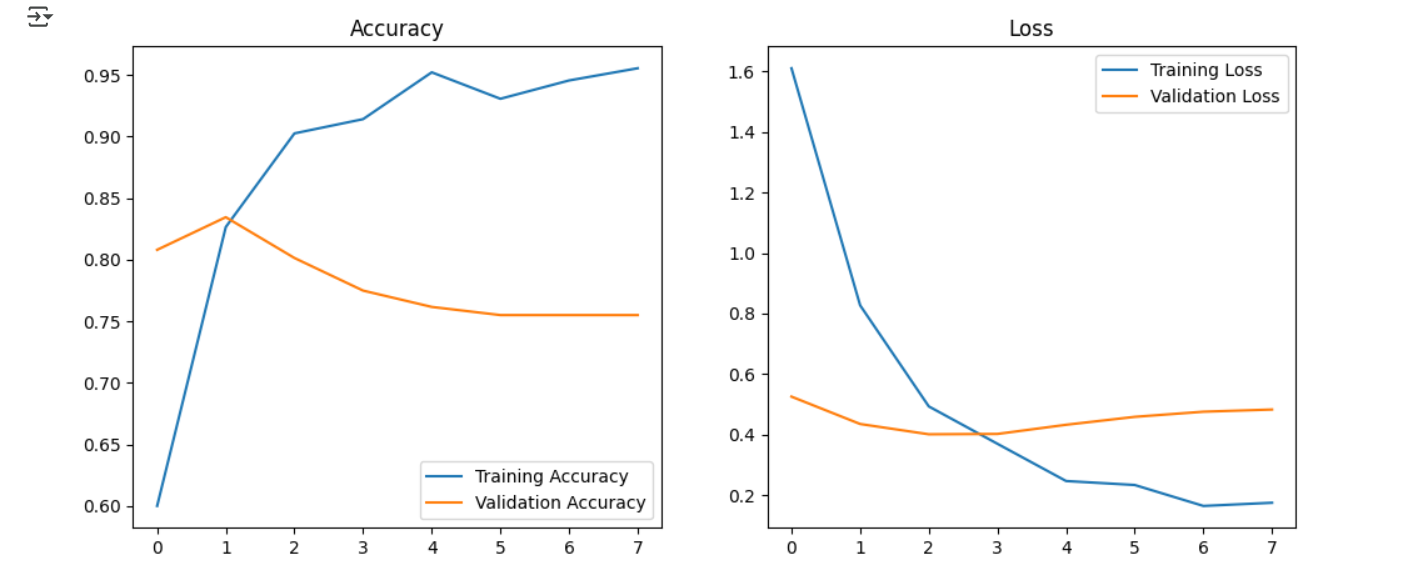 Accuracy
0.95
0.90
0.85
0.80
0.75
0.70
0.65
0.60
Training Accuracy
Validation Accuracy
0 1 2 3 4 5 6 7
Loss
1.6
1.4
1.2
1.0
0.8
0.6
0.4
0.2
Training Loss
Validation Loss
0 1 2 3 4 5 6 7